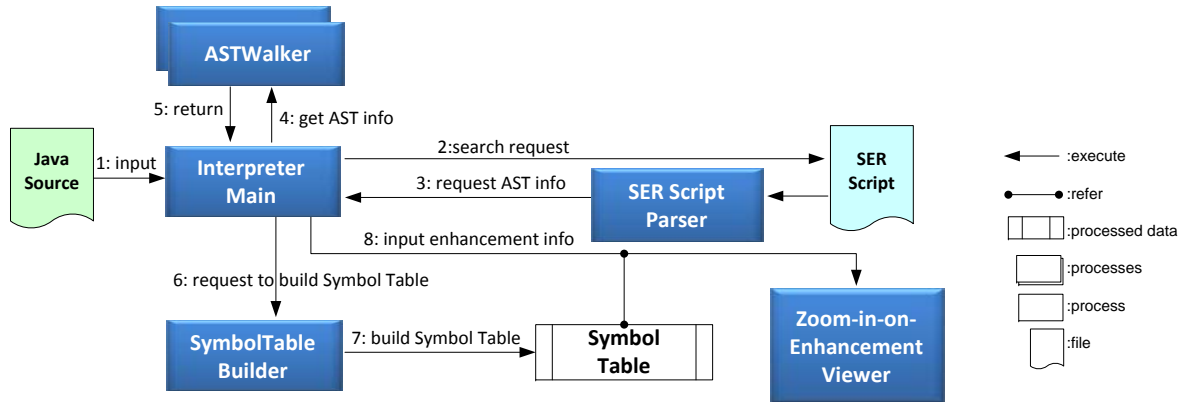 ASTWalker
5: return
4: get AST info
Java
Source
1: input
Interpreter
Main
2:search request
SER
Script
3: request AST info
SER Script
Parser
8: input enhancement info
6: request to build Symbol Table
SymbolTable
Builder
7: build Symbol Table
Symbol
Table
Zoom-in-on-
Enhancement
Viewer
:execute
:refer
:processed data
:processes
:process
:file